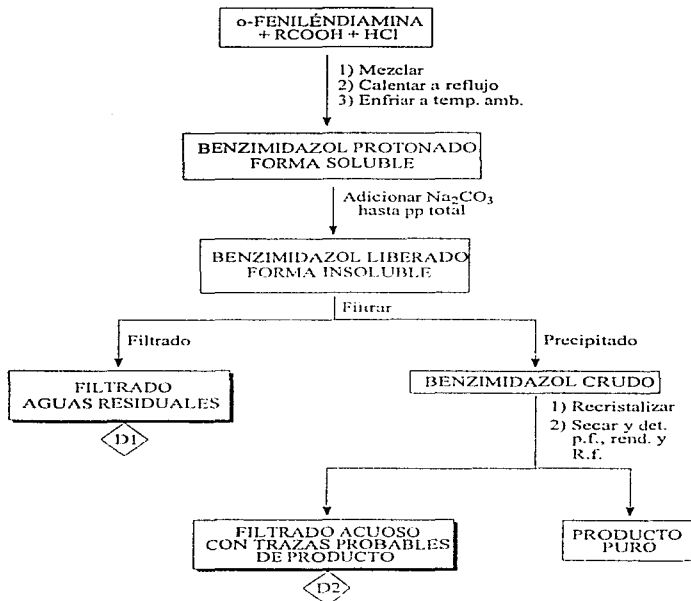 o-FENILÉNDIAMINA
+ RCOOH + HCl
1) Mezclar
2) Calentar a reflujo
3) Enfriar a temp. amb.
BENZIMIDAZOL PROTONADO
FORMA SOLUBLE
Adicionar Na₂CO₃
hasta pp total
BENZIMIDAZOL LIBERADO
FORMA INSOLUBLE
Filtrar
Filtrado
Precipitado
FILTRADO
AGUAS RESIDUALES
D1
BENZIMIDAZOL CRUDO
1) Recristalizar
2) Secar y det.
p.f., rend. y
R.f.
FILTRADO ACUOSO
CON TRAZAS PROBABLES
DE PRODUCTO
D2
PRODUCTO
PURO